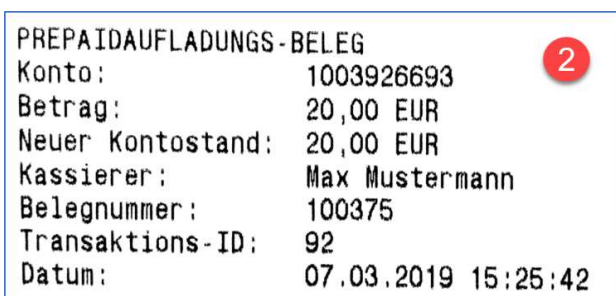 PREPAIDAUFLADUNGS-BELEG
2
Konto: 1003926693
Betrag: 20,00 EUR
Neuer Kontostand: 20,00 EUR
Kassierer: Max Mustermann
Belegnummer: 100375
Transaktions-ID: 92
Datum: 07.03.2019 15:25:42